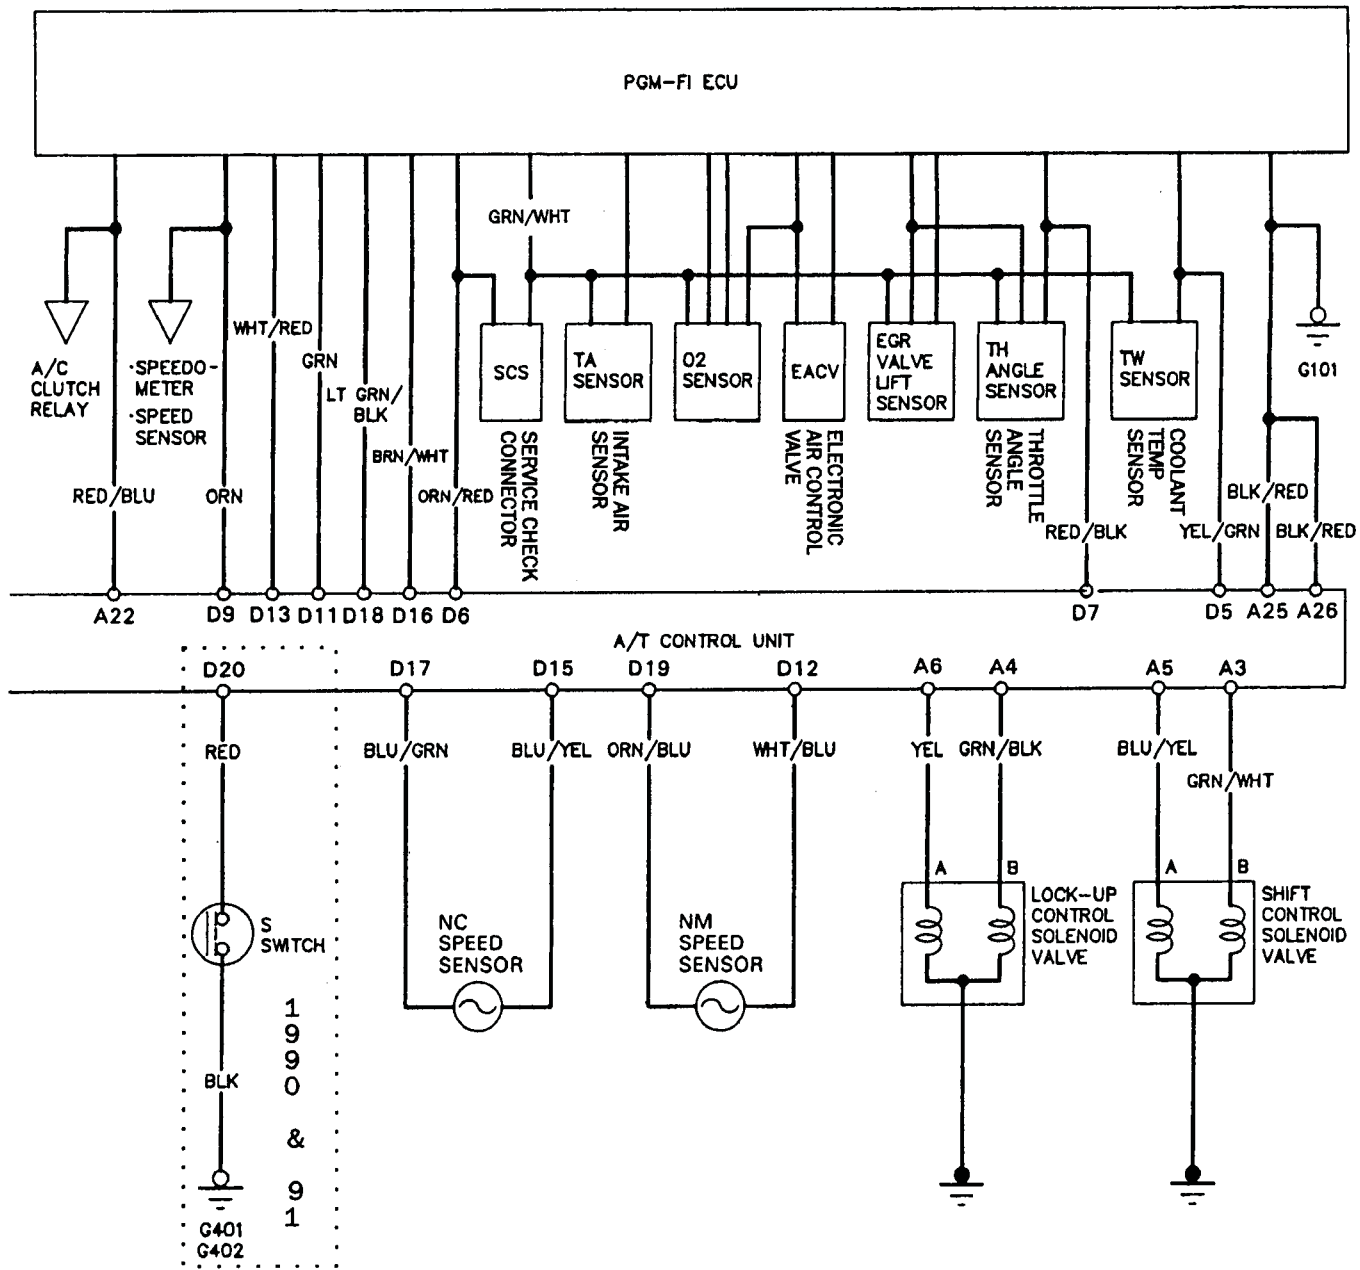 PGM-FI ECU
GRN/WHT
WHT/RED
GRN
LT GRN/
BLK
BRN/WHT
A/C
CLUTCH
RELAY
·SPEEDO-
METER
·SPEED
SENSOR
SCS
TA
SENSOR
O2
SENSOR
EACV
EGR
VALVE
LIFT
SENSOR
TH
ANGLE
SENSOR
TW
SENSOR
G101
SERVICE CHECK
CONNECTOR
INTAKE AIR
SENSOR
ELECTRONIC
AIR CONTROL
VALVE
THROTTLE
ANGLE
SENSOR
COOLANT
TEMP
SENSOR
RED/BLU
ORN
ORN/RED
RED/BLK
YEL/GRN
BLK/RED
BLK/RED
A22
D9
D13
D11
D18
D16
D6
D7
D5
A25
A26
A/T CONTROL UNIT
D20
D17
D15
D19
D12
A6
A4
A5
A3
RED
BLU/GRN
BLU/YEL
ORN/BLU
WHT/BLU
YEL
GRN/BLK
BLU/YEL
GRN/WHT
S
SWITCH
NC
SPEED
SENSOR
NM
SPEED
SENSOR
A
B
LOCK-UP
CONTROL
SOLENOID
VALVE
A
B
SHIFT
CONTROL
SOLENOID
VALVE
BLK
1990 & 91
G401
G402